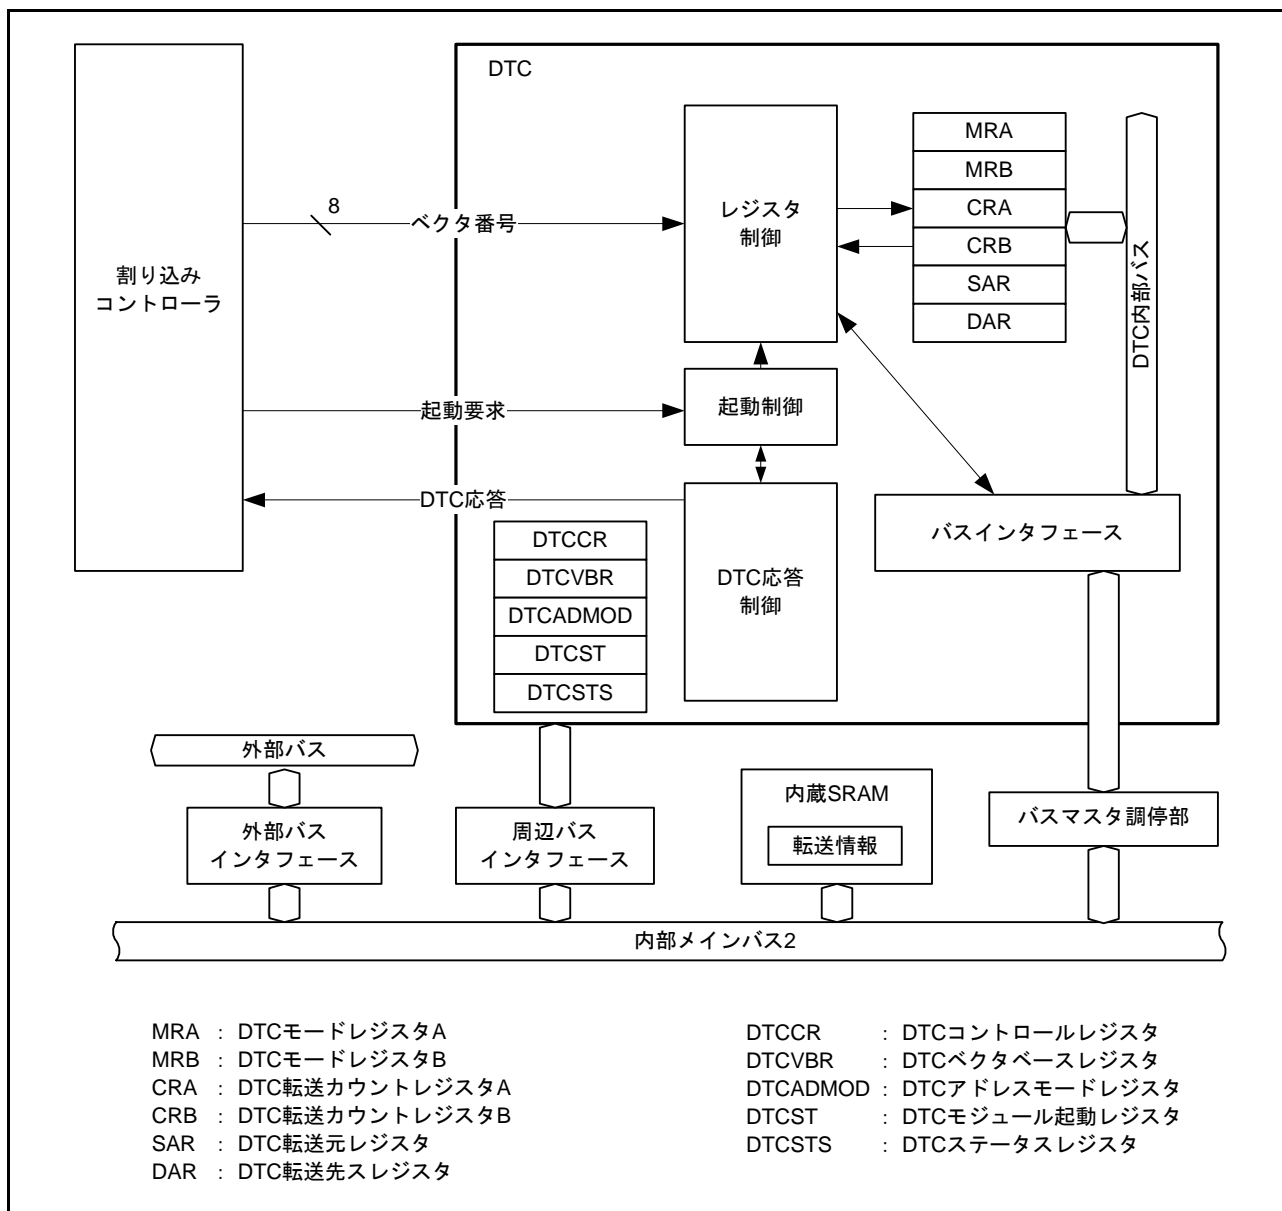 DTC
MRA
MRB
CRA
CRB
SAR
DAR
レジスタ
制御
8
ベクタ番号
割り込み
コントローラ
DTC内部バス
起動要求
起動制御
DTC応答
バスインタフェース
DTCCR
DTCVBR
DTCADMOD
DTCST
DTCSTS
DTC応答
制御
外部バス
外部バス
インタフェース
周辺バス
インタフェース
内蔵SRAM
転送情報
バスマスタ調停部
内部メインバス2
MRA : DTCモードレジスタA
MRB : DTCモードレジスタB
CRA : DTC転送カウントレジスタA
CRB : DTC転送カウントレジスタB
SAR : DTC転送元レジスタ
DAR : DTC転送先スレジスタ
DTCCR : DTCコントロールレジスタ
DTCVBR : DTCベクタベースレジスタ
DTCADMOD : DTCアドレスモードレジスタ
DTCST : DTCモジュール起動レジスタ
DTCSTS : DTCステータスレジスタ